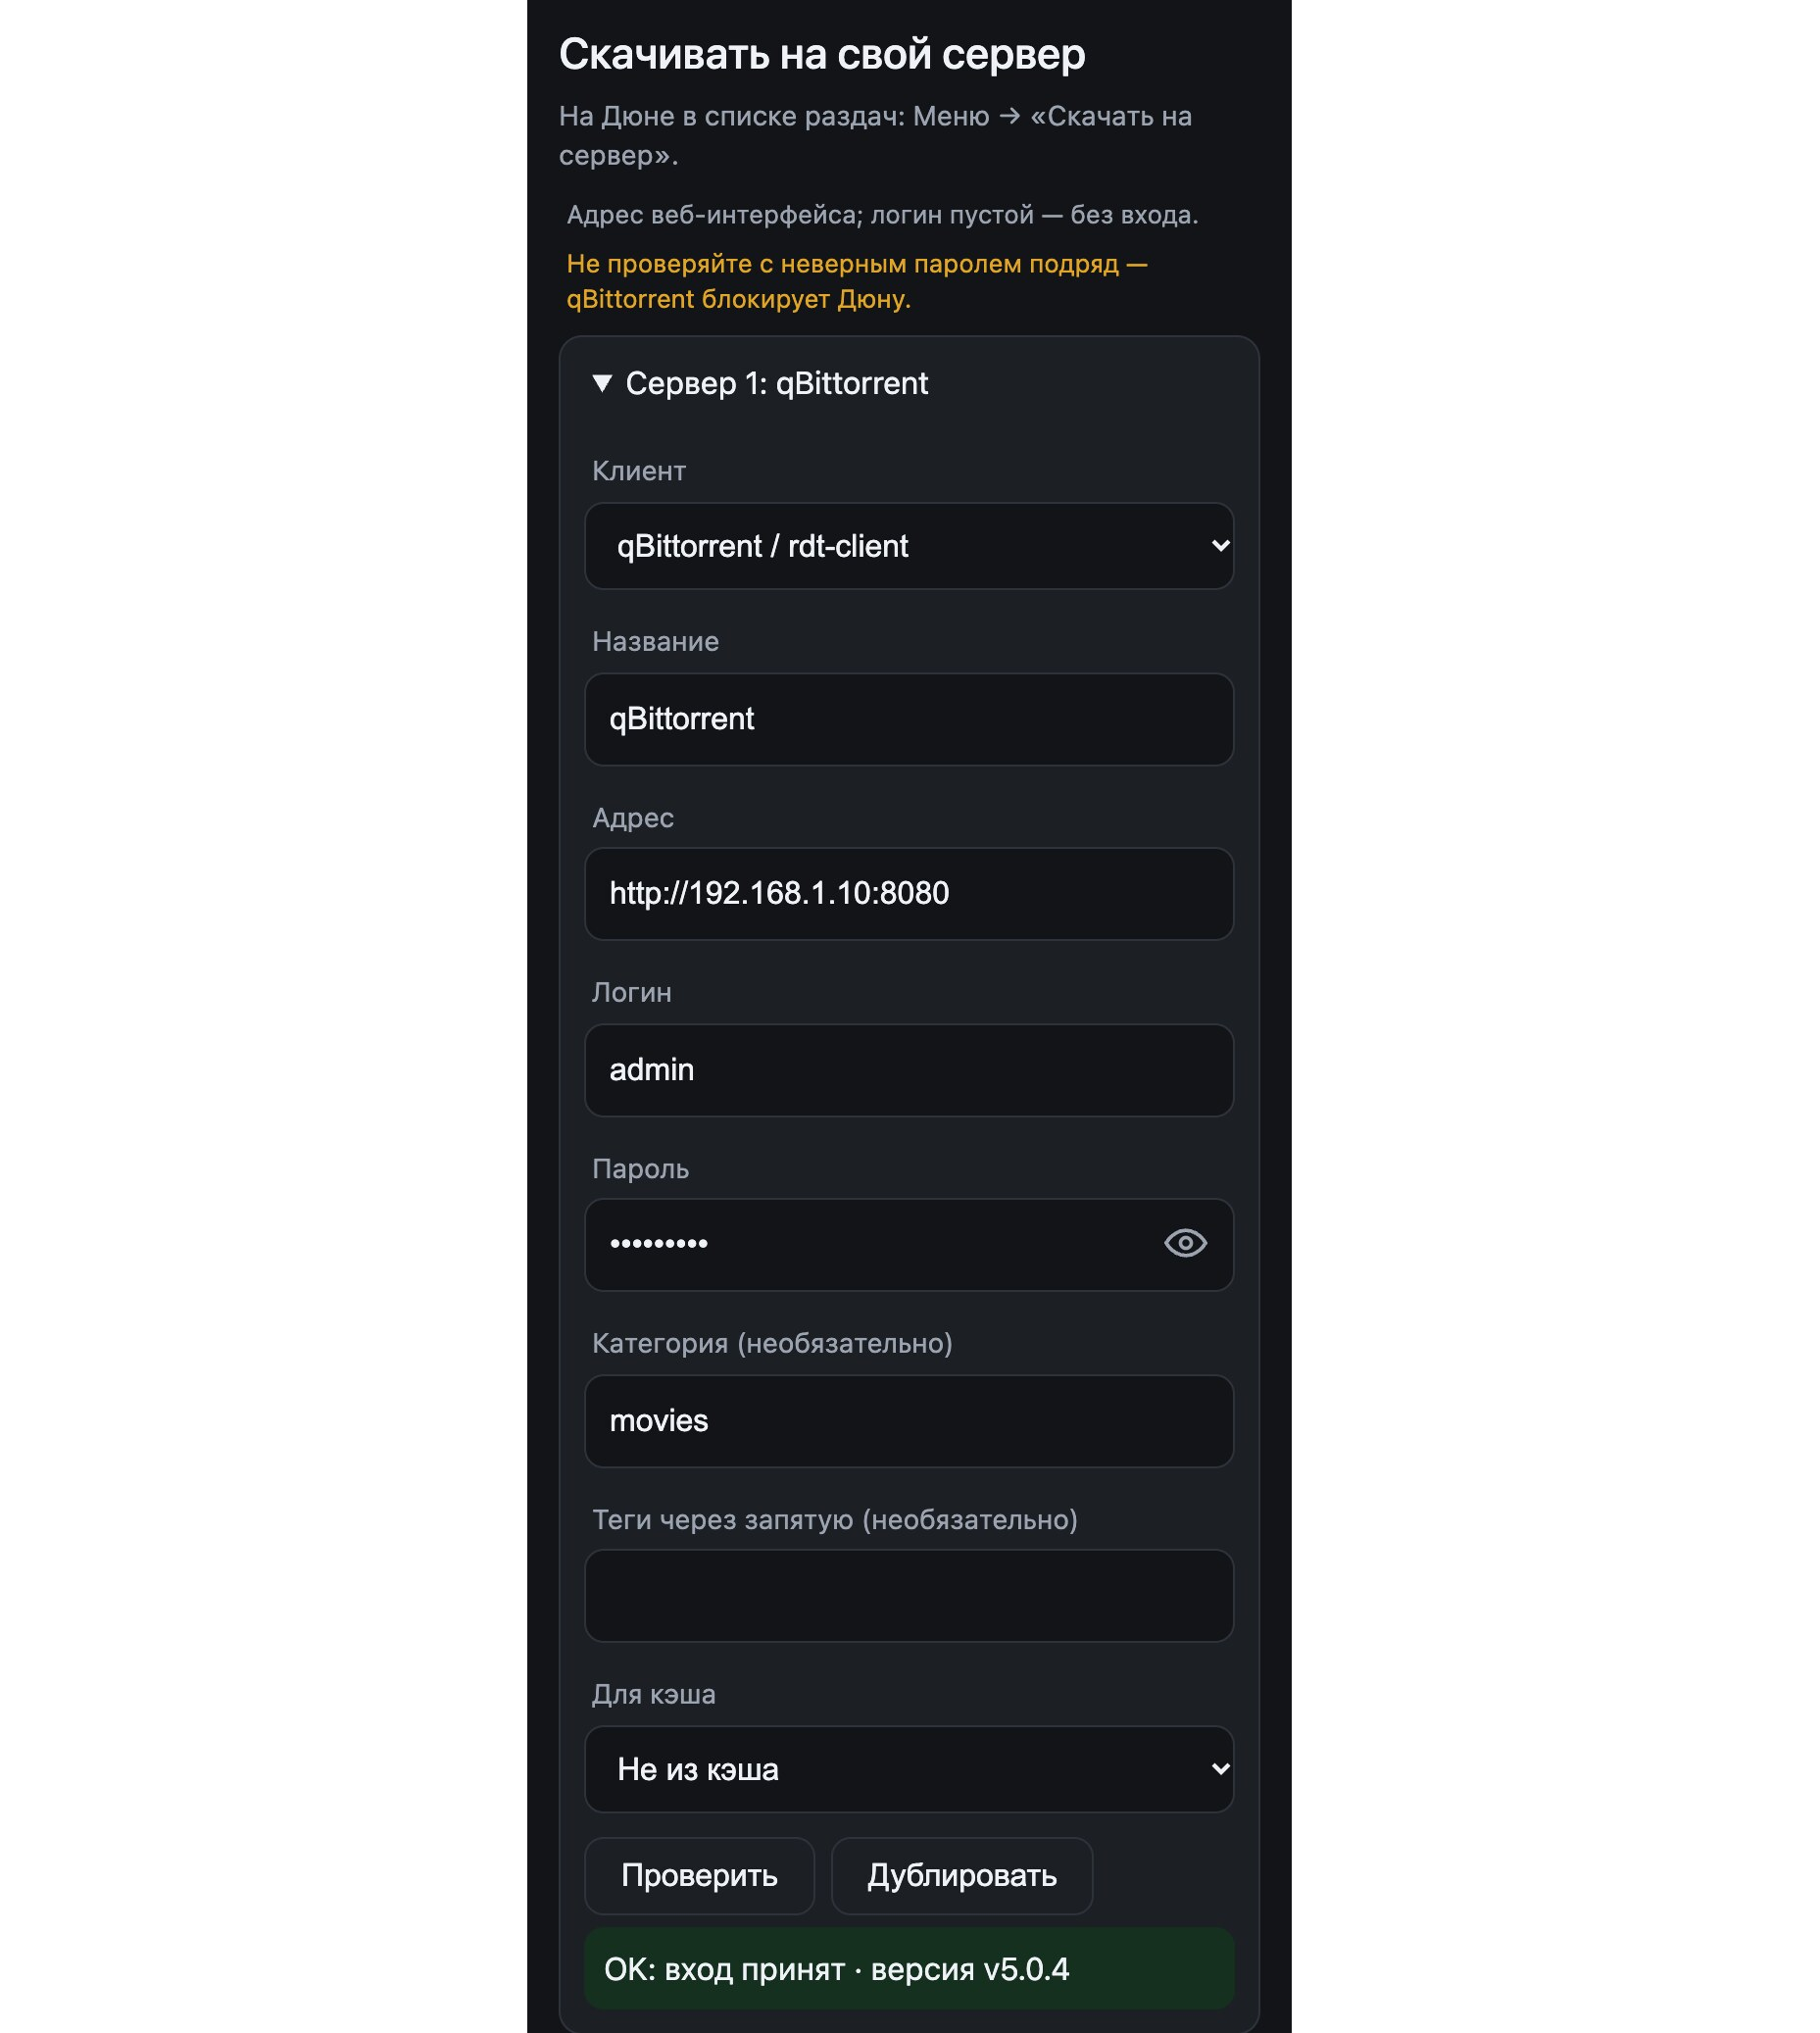 Скачивать на свой сервер
На Дюне в списке раздач: Меню → «Скачать на
сервер».
Адрес веб-интерфейса; логин пустой — без входа.
Не проверяйте с неверным паролем подряд —
qBittorrent блокирует Дюну.
▼ Сервер 1: qBittorrent
Клиент
qBittorrent / rdt-client
Название
qBittorrent
Адрес
http://192.168.1.10:8080
Логин
admin
Пароль
•••••••••
Категория (необязательно)
movies
Теги через запятую (необязательно)
Для кэша
Не из кэша
Проверить Дублировать
OK: вход принят · версия v5.0.4